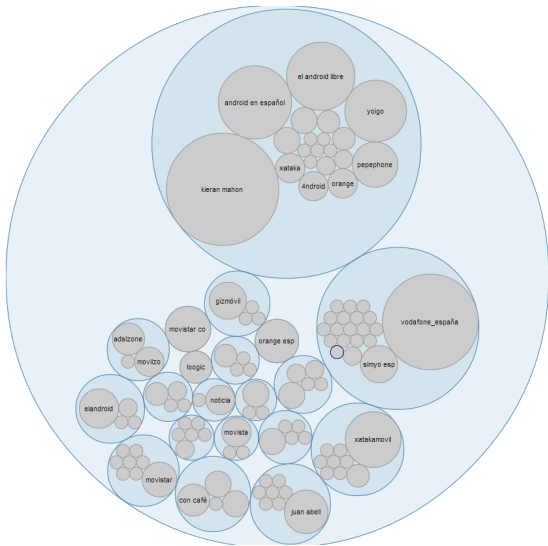 el android libre
android en español
yoigo
xataka
pepephone
4ndroid
orange
kieran mahon
gizmóvil
vodafone_españa
adslzone
movistar co
orange esp
movilzo
loogic
simyo esp
elandroid
noticia
movista
xatakamovil
movistar
con café
juan abell